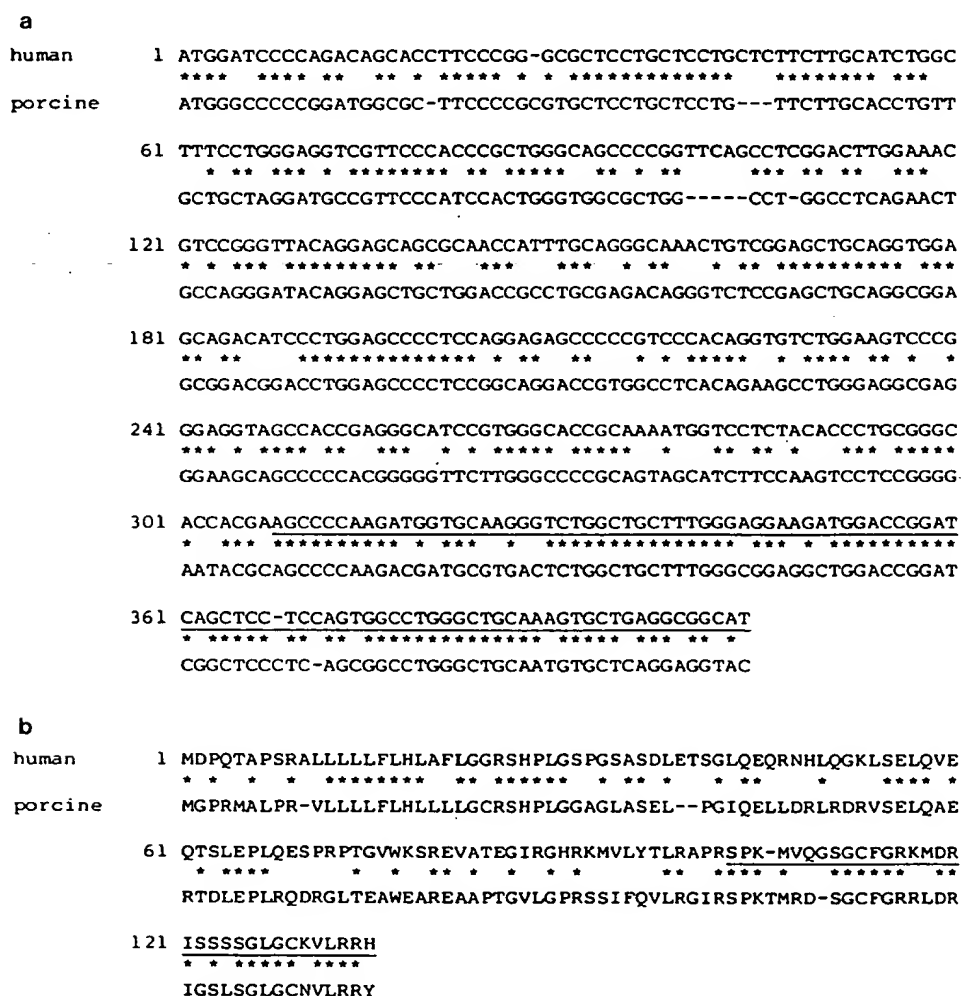 a
human 1 ATGGATCCCCAGACAGCACCTTCCCGG-GCGCTCCTGCTCCTGCTCTTCTTGCATCTGGC
**** **** ** ** * ***** * * ************** ******** ***
porcine ATGGGCCCCCGGATGGCGC-TTCCCCGCGTGCTCCTGCTCCTG---TTCTTGCACCTGTT
61 TTTCCTGGGAGGTCGTTCCCACCCGCTGGGCAGCCCCGGTTCAGCCTCGGACTTGGAAAC
* ** *** * ******** ** ***** ** * ** *** ** ** ***
GCTGCTAGGATGCCGTTCCCATCCACTGGGTGGCGCTGG-----CCT-GGCCTCAGAACT
121 GTCCGGGTTACAGGAGCAGCGCAACCATTTGCAGGGCAAACTGTCGGAGCTGCAGGTGGA
* * *** ********* ** *** *** * ** * ** ********** ***
GCCAGGGATACAGGAGCTGCTGGACCGCCTGCGAGACAGGGTCTCCGAGCTGCAGGCGGA
181 GCAGACATCCCTGGAGCCCCTCCAGGAGAGCCCCCGTCCCACAGGTGTCTGGAAGTCCCG
** ** ************** * ** ** * ***** * **** ** * *
GCGGACGGACCTGGAGCCCCTCCGGCAGGACCGTGGCCTCACAGAAGCCTGGGAGGCGAG
241 GGAGGTAGCCACCGAGGGCATCCGTGGGCACCGCAAAATGGTCCTCTACACCCTGCGGGC
*** * **** ** *** * ** *** ***** * ** ** * *** ****
GGAAGCAGCCCCCACGGGGGTTCTTGGGCCCCGCAGTAGCATCTTCCAAGTCCTCCGGGG
301 ACCACGAAGCCCCAAGATGGTGCAAGGGTCTGGCTGCTTTGGGAGGAAGATGGACCGGAT
* *** ********** * *** * **************** *** * **********
AATACGCAGCCCCAAGACGATGCGTGACTCTGGCTGCTTTGGGCGGAGGCTGGACCGGAT
361 CAGCTCC-TCCAGTGGCCTGGGCTGCAAAGTGCTGAGGCGGCAT
* ***** ** ** ************** ***** *** ** *
CGGCTCCCTC-AGCGGCCTGGGCTGCAATGTGCTCAGGAGGTAC
b
human 1 MDPQTAPSRALLLLLFLHLAFLGGRSHPLGSPGSASDLETSGLQEQRNHLQGKLSELQVE
* * * * ******** * ****** * ** * ** * **** *
porcine MGPRMALPR-VLLLLFLHLLLLGCRSHPLGGAGLASEL--PGIQELLDRLRDRVSELQAE
61 QTSLEPLQESPRPTGVWKSREVATEGIRGHRKMVLYTLRAPRSPK-MVQGSGCFGRKMDR
* **** * * ** * * * * ** * *** * ****** **
RTDLEPLRQDRGLTEAWEAREAAPTGVLGPRSSIFQVLRGIRSPKTMRD-SGCFGRRLDR
121 ISSSSGLGCKVLRRH
* * ***** ****
IGSLSGLGCNVLRRY